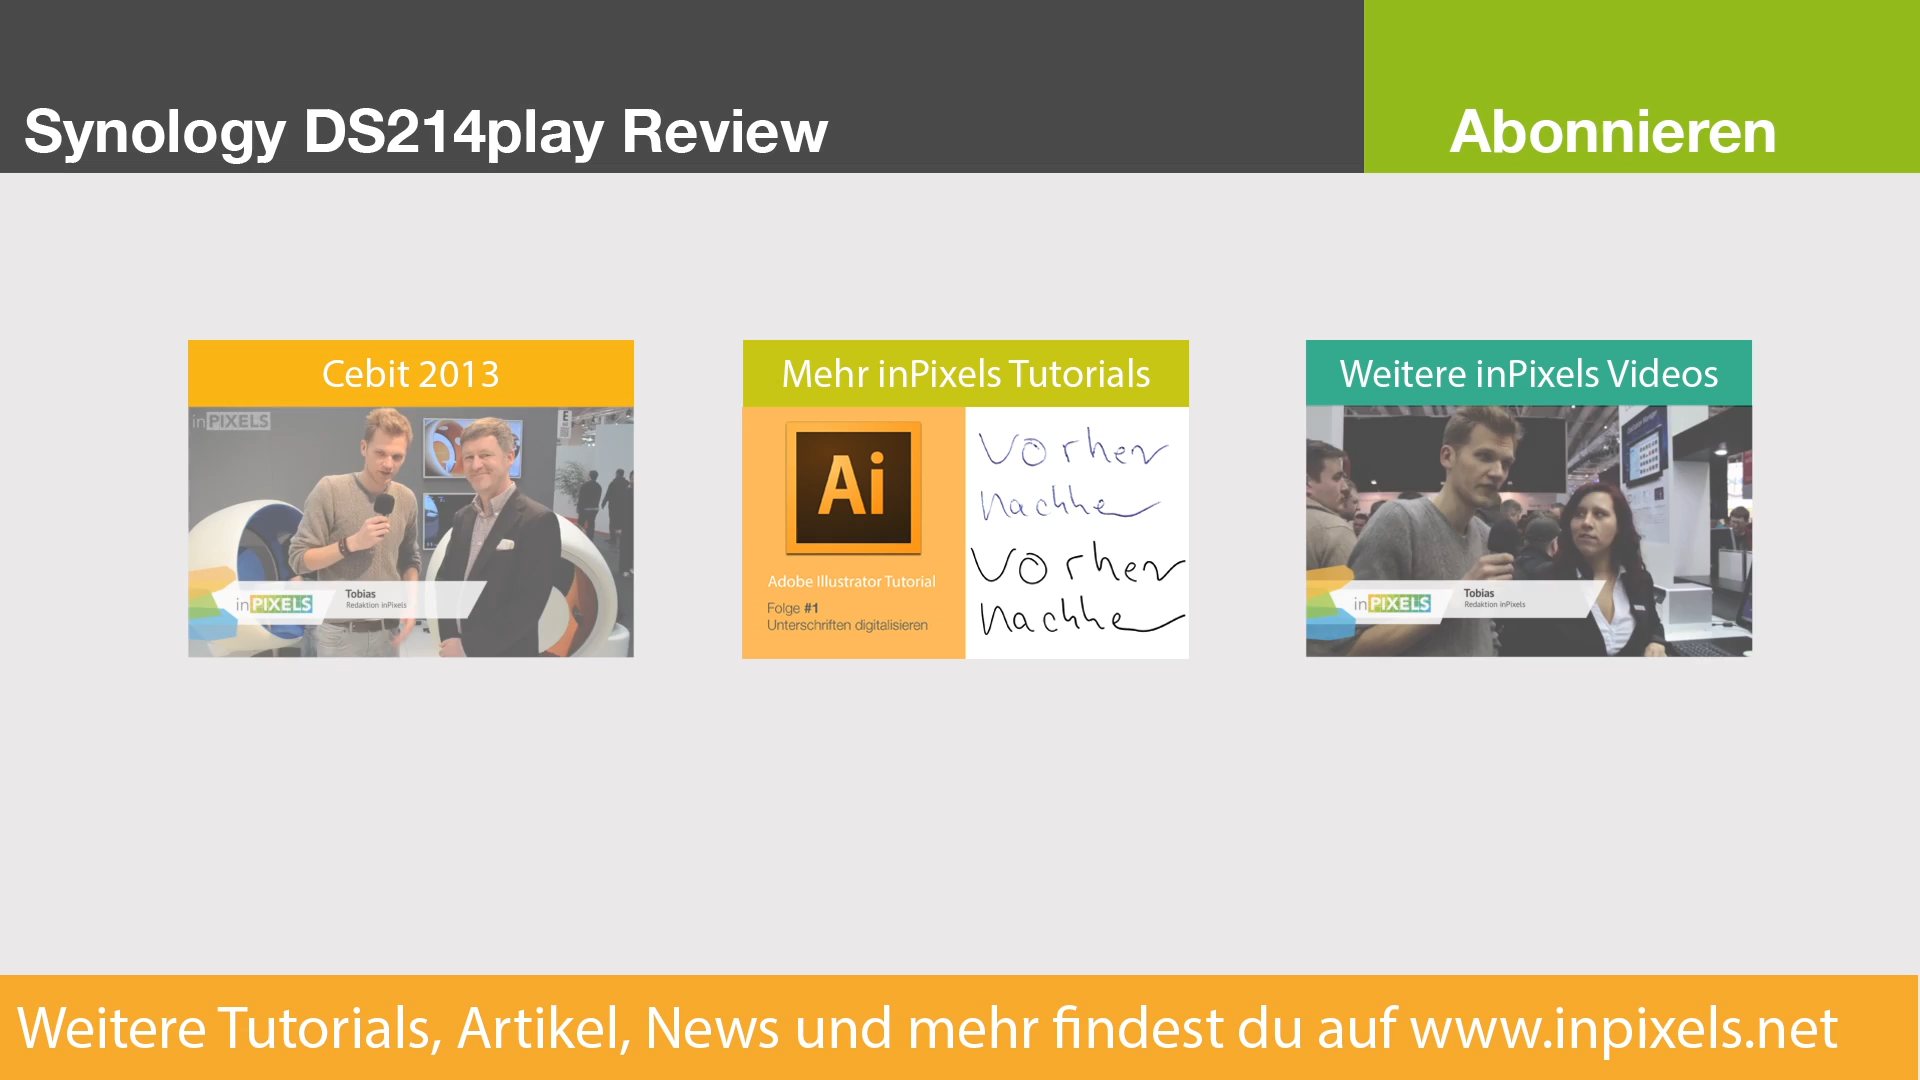 Synology DS214play Review
Abonnieren
Cebit 2013
inPIXELS
inPIXELS
Tobias
Redaktion inPixels
Mehr inPixels Tutorials
Ai
Adobe Illustrator Tutorial
Folge #1
Unterschriften digitalisieren
Vorher
nachhe
Vorher
nachhe
Weitere inPixels Videos
inPIXELS
Tobias
Redaktion inPixels
Weitere Tutorials, Artikel, News und mehr findest du auf www.inpixels.net